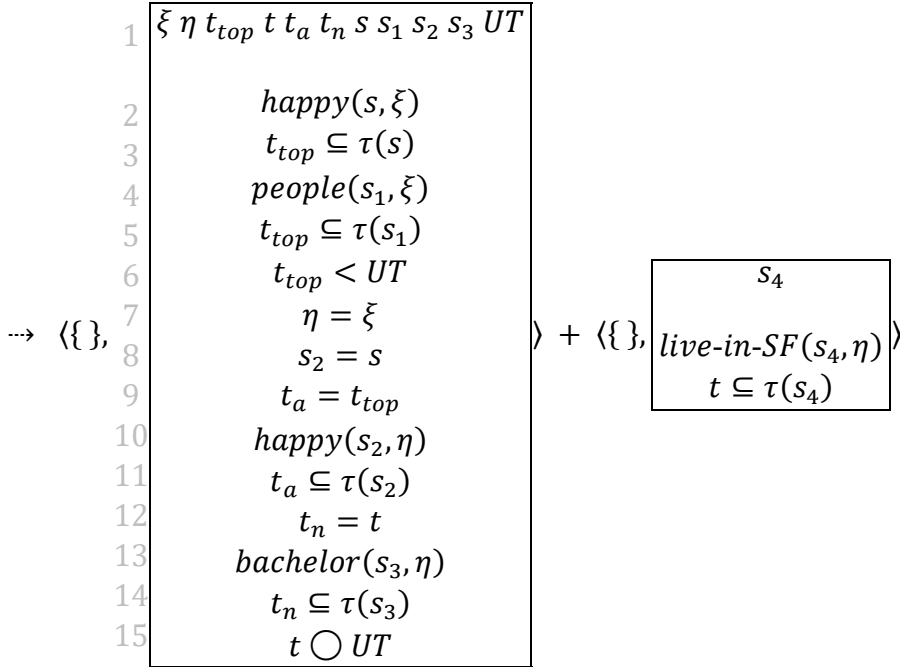 1 ξ η t_top t t_a t_n s s_1 s_2 s_3 UT
2 happy(s, ξ)
3 t_top ⊆ τ(s)
4 people(s_1, ξ)
5 t_top ⊆ τ(s_1)
6 t_top < UT
7 η = ξ
8 s_2 = s
9 t_a = t_top
10 happy(s_2, η)
11 t_a ⊆ τ(s_2)
12 t_n = t
13 bachelor(s_3, η)
14 t_n ⊆ τ(s_3)
15 t ◯ UT
⇢ ⟨{ }, ⟩ + ⟨{ }, ⟩
s_4
live-in-SF(s_4, η)
t ⊆ τ(s_4)